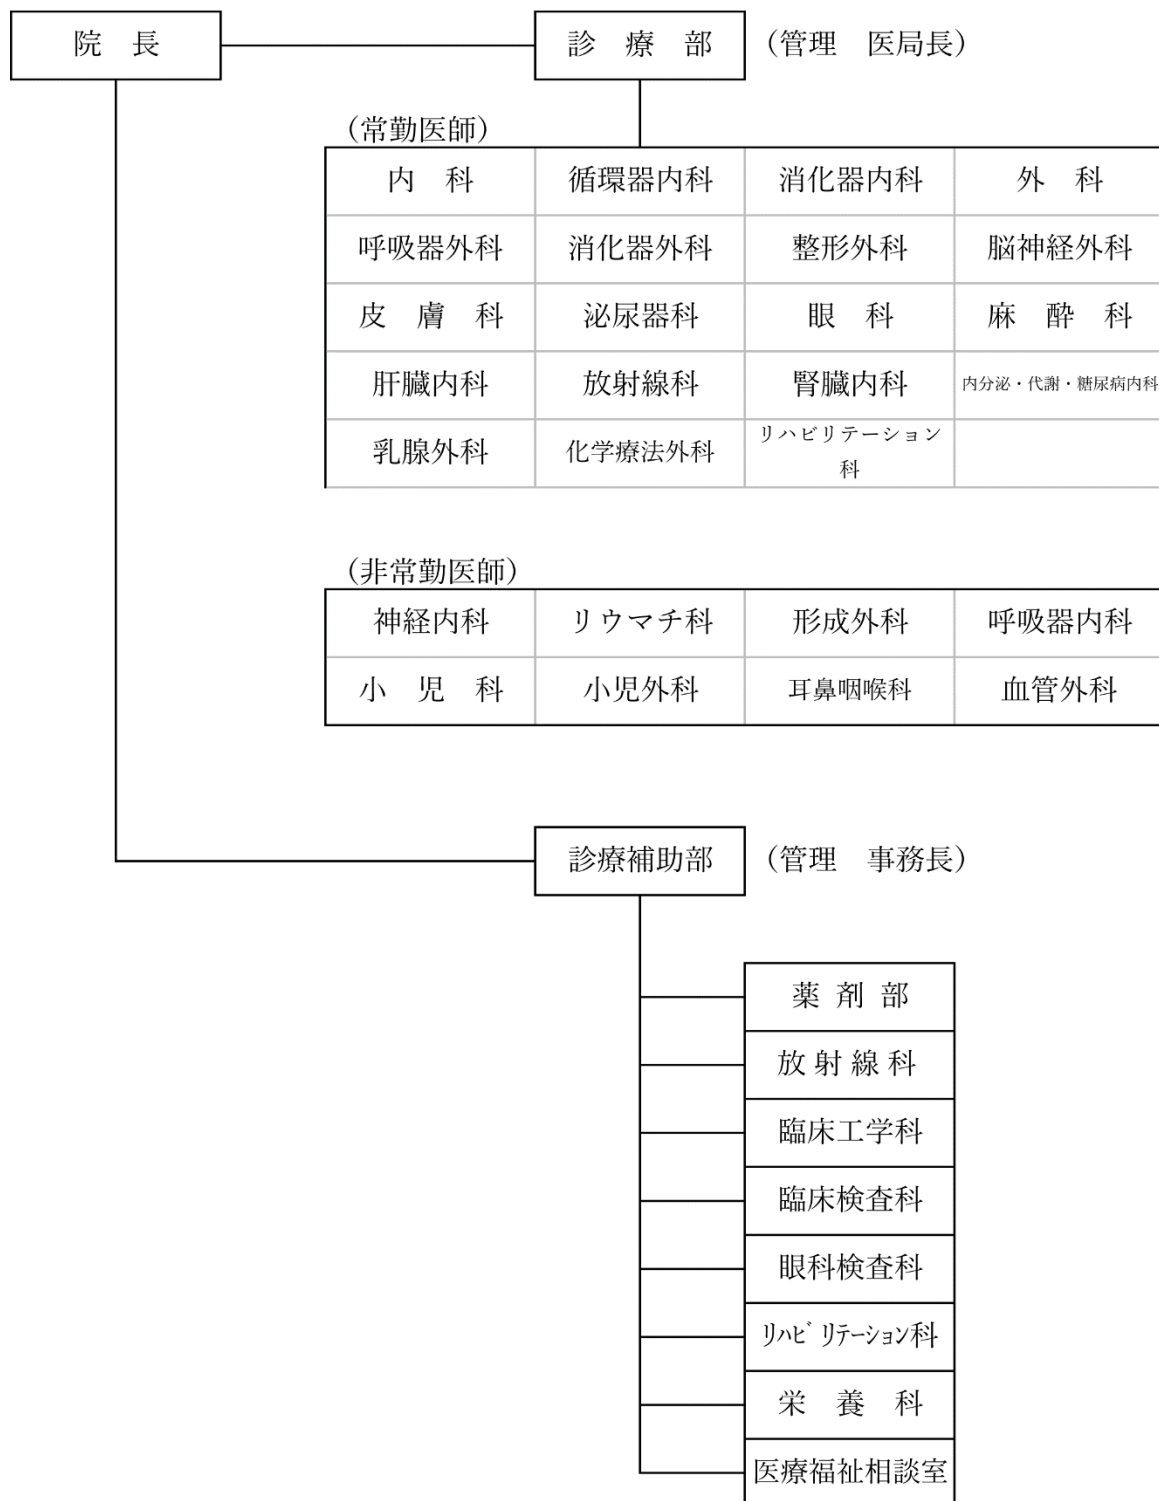 院　長
診　療　部　（管理　医局長）
（常勤医師）
内　科　循環器内科　消化器内科　外　科
呼吸器外科　消化器外科　整形外科　脳神経外科
皮　膚　科　泌尿器科　眼　科　麻　酔　科
肝臓内科　放射線科　腎臓内科　内分泌・代謝・糖尿病内科
乳腺外科　化学療法外科　リハビリテーション
科
（非常勤医師）
神経内科　リウマチ科　形成外科　呼吸器内科
小　児　科　小児外科　耳鼻咽喉科　血管外科
診療補助部　（管理　事務長）
薬 剤 部
放 射 線 科
臨床工学科
臨床検査科
眼科検査科
ﾘﾊﾋﾞﾘﾃｰｼｮﾝ科
栄　養　科
医療福祉相談室